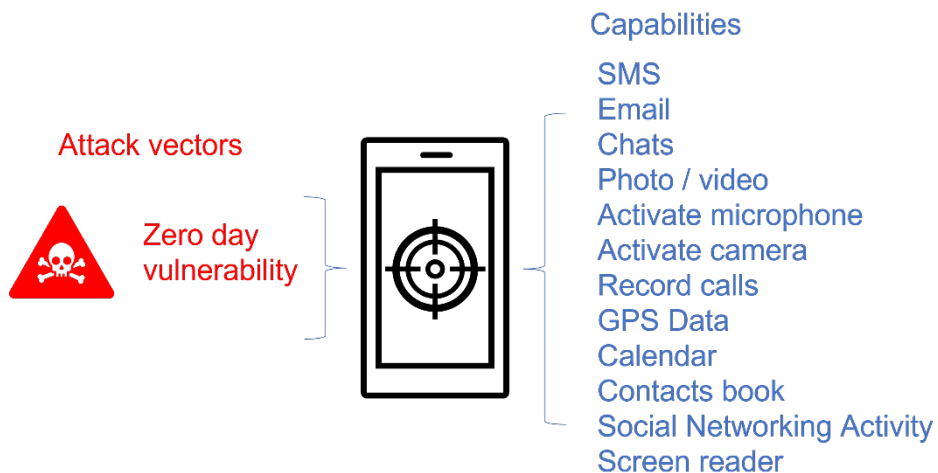 Capabilities
SMS
Email
Attack vectors
Chats
Photo / video
Zero day
vulnerability
Activate microphone
Activate camera
Record calls
GPS Data
Calendar
Contacts book
Social Networking Activity
Screen reader